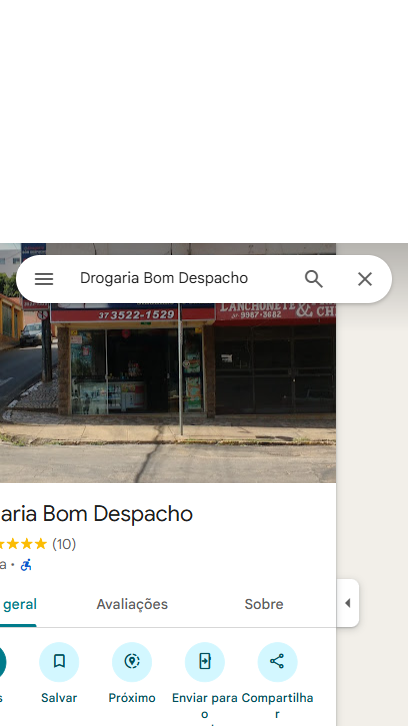 Drogaria Bom Despacho
LANCHONETE & CH
37 3522-1529
37 9967-3682
aria Bom Despacho
(10)
a ·
geral Avaliações Sobre
s Salvar Próximo Enviar para o Compartilhar